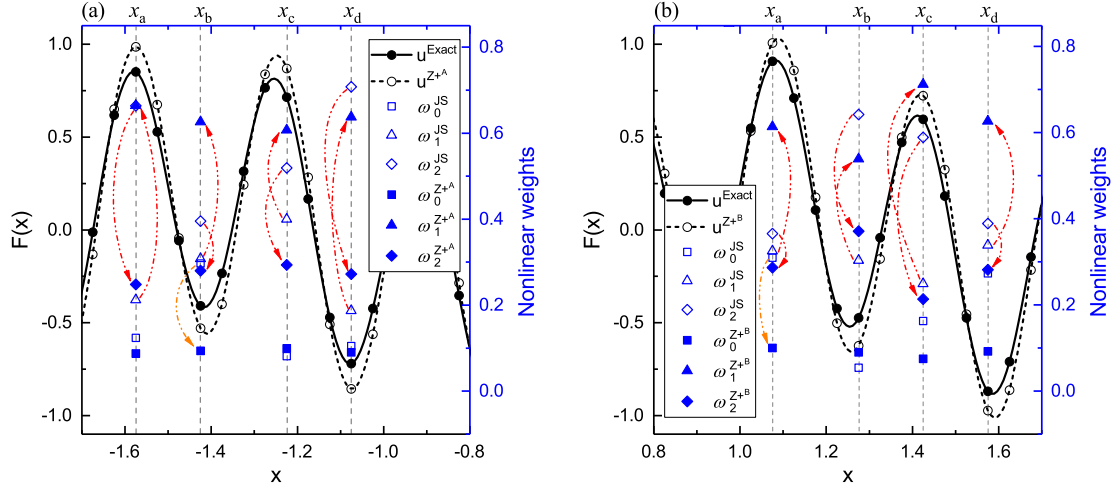 (a) x_a x_b x_c x_d
1.0
0.5
0.0
-0.5
-1.0
F(x)
-1.6 -1.4 -1.2 -1.0 -0.8
x
0.8
0.6
0.4
0.2
0.0
Nonlinear weights
u^Exact
u^Z+A
ω_0^JS
ω_1^JS
ω_2^JS
ω_0^Z+A
ω_1^Z+A
ω_2^Z+A
(b) x_a x_b x_c x_d
1.0
0.5
0.0
-0.5
-1.0
F(x)
0.8 1.0 1.2 1.4 1.6
x
0.8
0.6
0.4
0.2
0.0
Nonlinear weights
u^Exact
u^Z+B
ω_0^JS
ω_1^JS
ω_2^JS
ω_0^Z+B
ω_1^Z+B
ω_2^Z+B